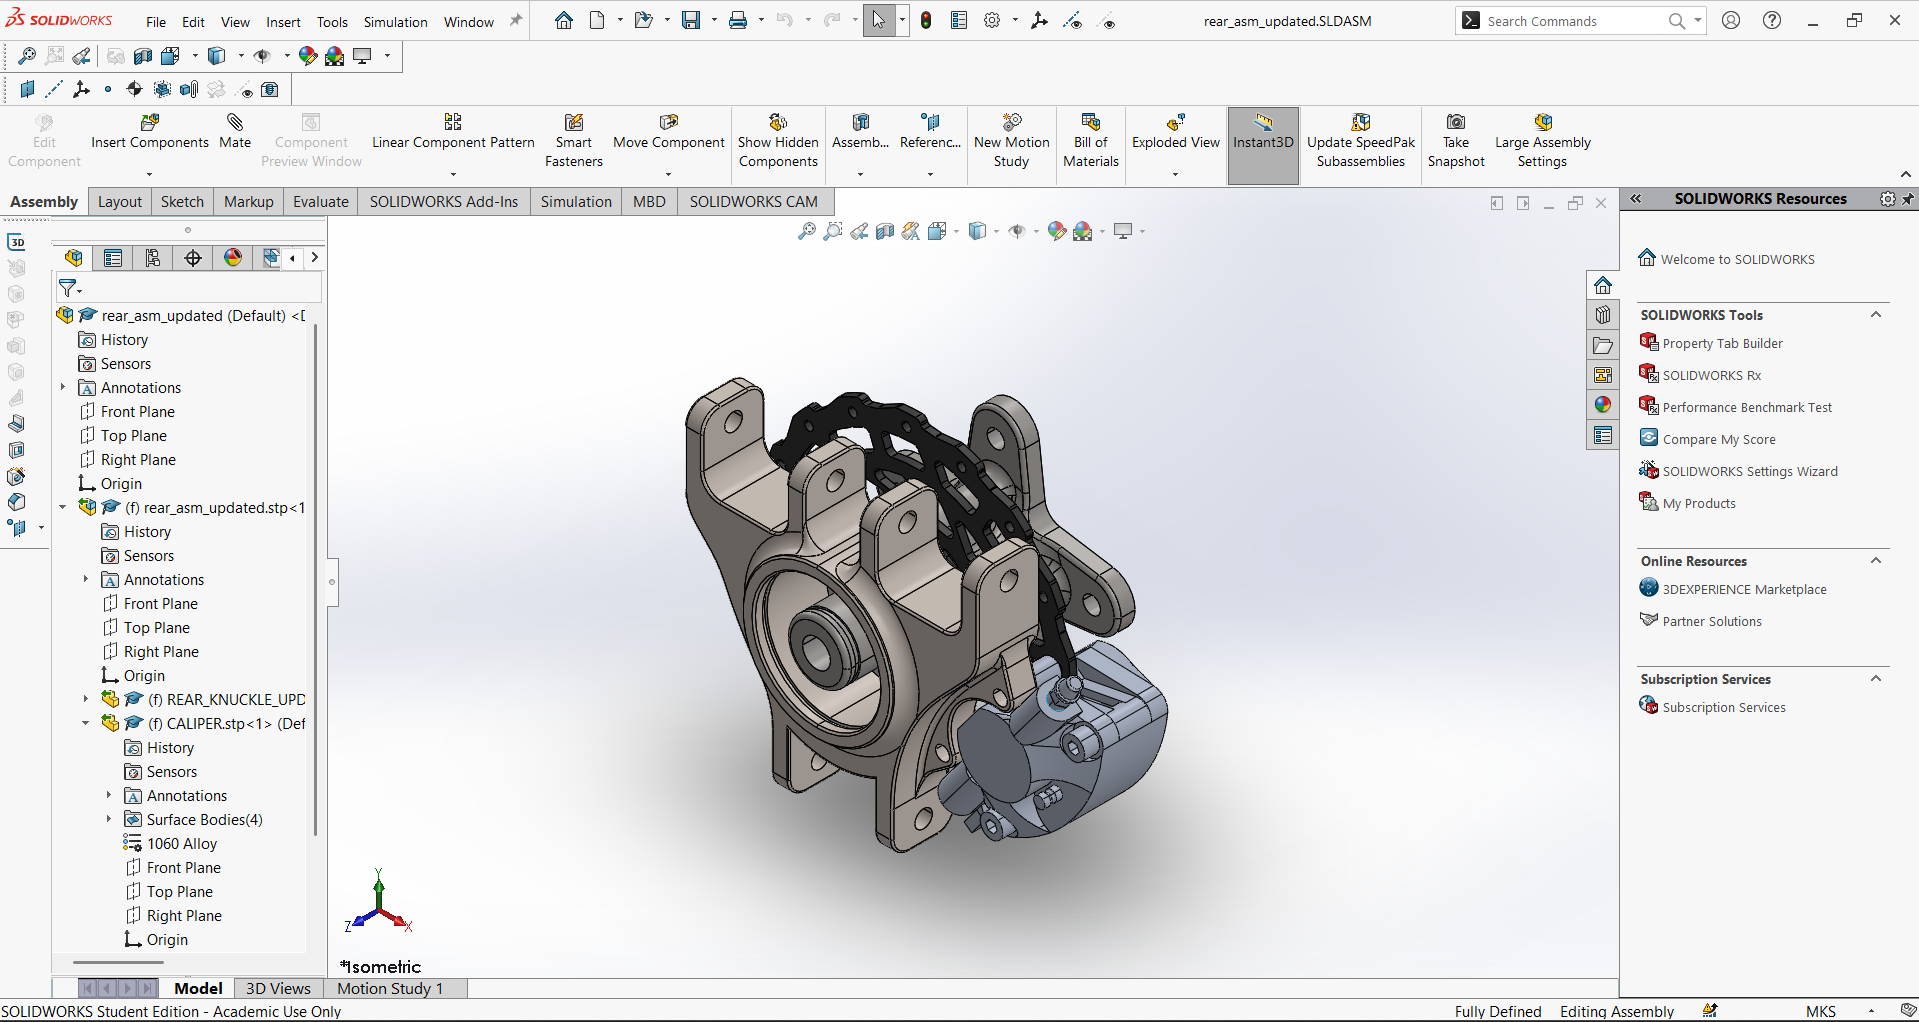 SOLIDWORKS File Edit View Insert Tools Simulation Window rear_asm_updated.SLDASM Search Commands
Edit Component
Insert Components
Mate
Component Preview Window
Linear Component Pattern
Smart Fasteners
Move Component
Show Hidden Components
Assemb...
Referenc...
New Motion Study
Bill of Materials
Exploded View
Instant3D
Update SpeedPak Subassemblies
Take Snapshot
Large Assembly Settings
Assembly Layout Sketch Markup Evaluate SOLIDWORKS Add-Ins Simulation MBD SOLIDWORKS CAM
3D
rear_asm_updated (Default) <D
History
Sensors
A Annotations
Front Plane
Top Plane
Right Plane
Origin
(f) rear_asm_updated.stp<1
History
Sensors
A Annotations
Front Plane
Top Plane
Right Plane
Origin
(f) REAR_KNUCKLE_UPD
(f) CALIPER.stp<1> (Def
History
Sensors
A Annotations
Surface Bodies(4)
1060 Alloy
Front Plane
Top Plane
Right Plane
Origin
Y
Z
X
*Isometric
SOLIDWORKS Resources
Welcome to SOLIDWORKS
SOLIDWORKS Tools
Property Tab Builder
SOLIDWORKS Rx
Performance Benchmark Test
Compare My Score
SOLIDWORKS Settings Wizard
My Products
Online Resources
3DEXPERIENCE Marketplace
Partner Solutions
Subscription Services
Subscription Services
Model 3D Views Motion Study 1
SOLIDWORKS Student Edition - Academic Use Only Fully Defined Editing Assembly MKS